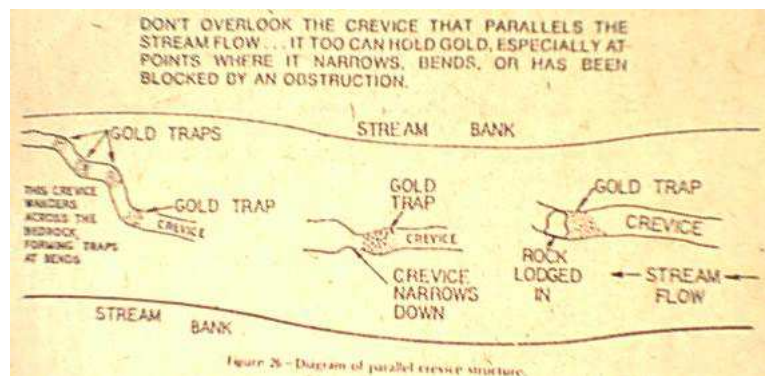 DON'T OVERLOOK THE CREVICE THAT PARALLELS THE
STREAM FLOW... IT TOO CAN HOLD GOLD, ESPECIALLY AT
POINTS WHERE IT NARROWS, BENDS, OR HAS BEEN
BLOCKED BY AN OBSTRUCTION.
GOLD TRAPS
STREAM BANK
THIS CREVICE
WANDERS
ACROSS THE
BEDROCK,
FORMING TRAPS
AT BENDS
GOLD TRAP
CREVICE
GOLD
TRAP
CREVICE
CREVICE
NARROWS
DOWN
GOLD TRAP
CREVICE
ROCK
LODGED
IN
STREAM
FLOW
STREAM BANK
Figure 26 – Diagram of parallel crevice structure.